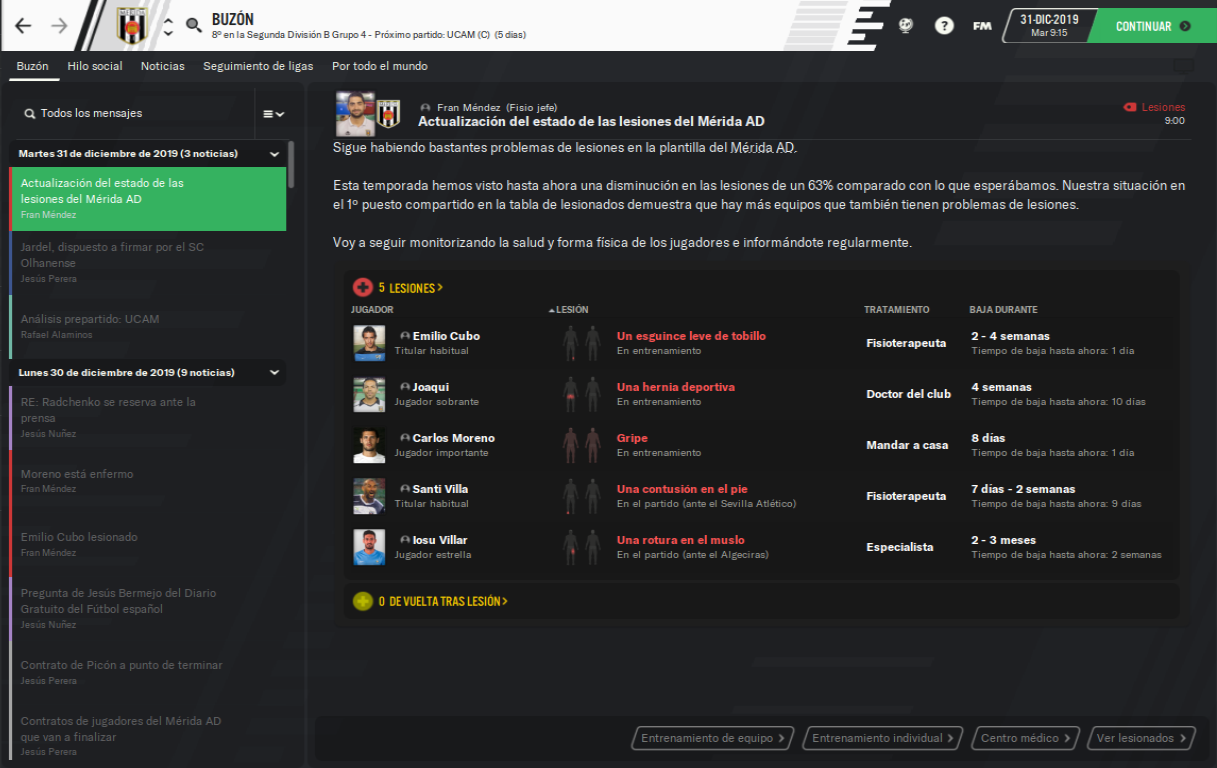 BUZÓN
8º en la Segunda División B Grupo 4 - Próximo partido: UCAM (C) (5 días)
?
FM
31-DIC-2019
Mar 9:15
CONTINUAR
Buzón
Hilo social
Noticias
Seguimiento de ligas
Por todo el mundo
Todos los mensajes
Martes 31 de diciembre de 2019 (3 noticias)
Actualización del estado de las
lesiones del Mérida AD
Fran Méndez
Jardel, dispuesto a firmar por el SC
Olhanense
Jesús Perera
Análisis prepartido: UCAM
Rafael Alaminos
Lunes 30 de diciembre de 2019 (9 noticias)
RE: Radchenko se reserva ante la
prensa
Jesús Nuñez
Moreno está enfermo
Fran Méndez
Emilio Cubo lesionado
Fran Méndez
Pregunta de Jesús Bermejo del Diario
Gratuito del Fútbol español
Jesús Nuñez
Contrato de Picón a punto de terminar
Jesús Perera
Contratos de jugadores del Mérida AD
que van a finalizar
Jesús Perera
Fran Méndez (Fisio jefe)
Actualización del estado de las lesiones del Mérida AD
Lesiones
9:00
Sigue habiendo bastantes problemas de lesiones en la plantilla del Mérida AD.
Esta temporada hemos visto hasta ahora una disminución en las lesiones de un 63% comparado con lo que esperábamos. Nuestra situación en
el 1º puesto compartido en la tabla de lesionados demuestra que hay más equipos que también tienen problemas de lesiones.
Voy a seguir monitorizando la salud y forma física de los jugadores e informándote regularmente.
5 LESIONES
JUGADOR LESIÓN TRATAMIENTO BAJA DURANTE
Emilio Cubo
Titular habitual
Un esguince leve de tobillo
En entrenamiento
Fisioterapeuta
2 - 4 semanas
Tiempo de baja hasta ahora: 1 día
Joaqui
Jugador sobrante
Una hernia deportiva
En entrenamiento
Doctor del club
4 semanas
Tiempo de baja hasta ahora: 10 días
Carlos Moreno
Jugador importante
Gripe
En entrenamiento
Mandar a casa
8 días
Tiempo de baja hasta ahora: 1 día
Santi Villa
Titular habitual
Una contusión en el pie
En el partido (ante el Sevilla Atlético)
Fisioterapeuta
7 días - 2 semanas
Tiempo de baja hasta ahora: 9 días
Iosu Villar
Jugador estrella
Una rotura en el muslo
En el partido (ante el Algeciras)
Especialista
2 - 3 meses
Tiempo de baja hasta ahora: 2 semanas
0 DE VUELTA TRAS LESIÓN
Entrenamiento de equipo
Entrenamiento individual
Centro médico
Ver lesionados